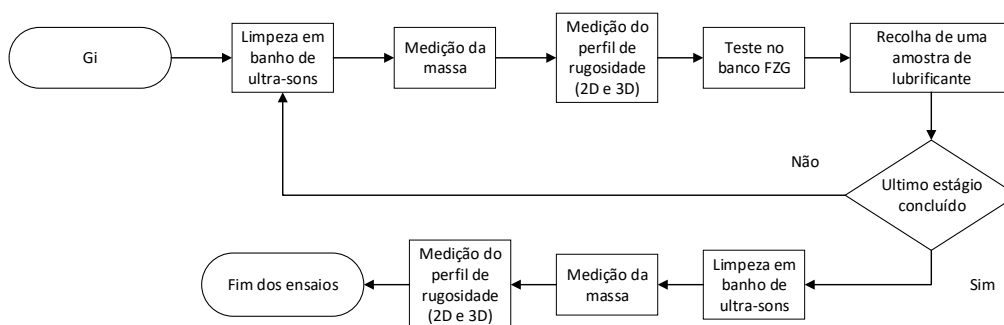 Gi
Limpeza em
banho de
ultra-sons
Medição da
massa
Medição do
perfil de
rugosidade
(2D e 3D)
Teste no
banco FZG
Recolha de uma
amostra de
lubrificante
Não
Ultimo estágio
concluído
Sim
Limpeza em
banho de
ultra-sons
Medição da
massa
Medição do
perfil de
rugosidade
(2D e 3D)
Fim dos ensaios